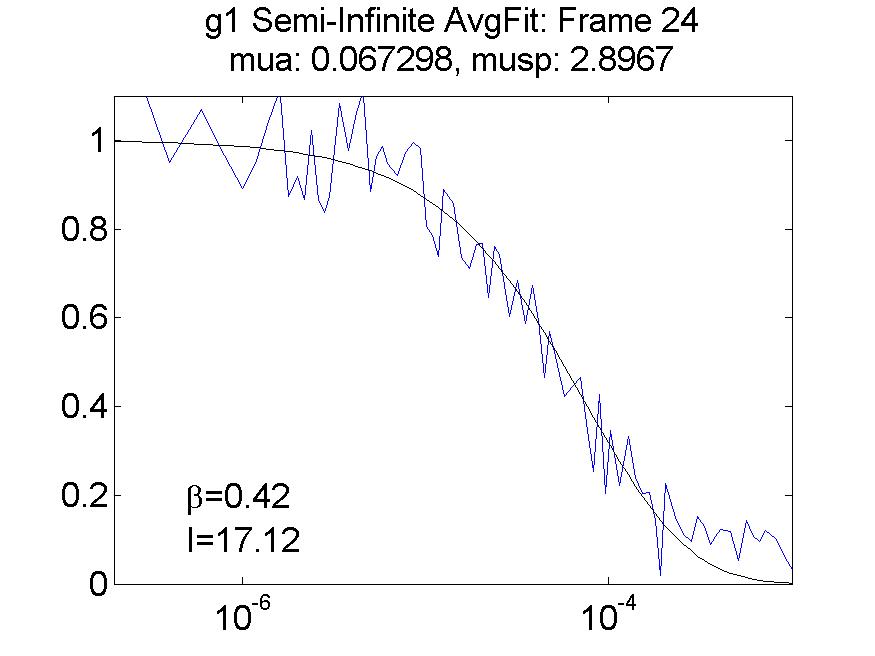 g1 Semi-Infinite AvgFit: Frame 24
mua: 0.067298, musp: 2.8967
1
0.8
0.6
0.4
0.2
0
β=0.42
I=17.12
10^-6
10^-4